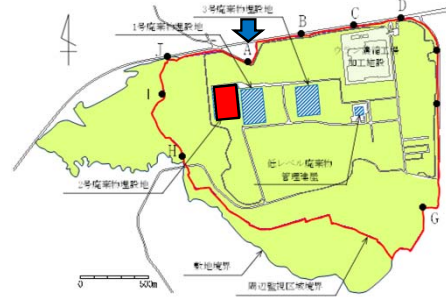 3号廃棄物埋設地
1号廃棄物埋設地
A
B
C
D
ウラン濃縮工場
加工施設
J
I
H
G
2号廃棄物埋設地
低レベル廃棄物
管理建屋
敷地境界
周辺監視区域境界
0
500m